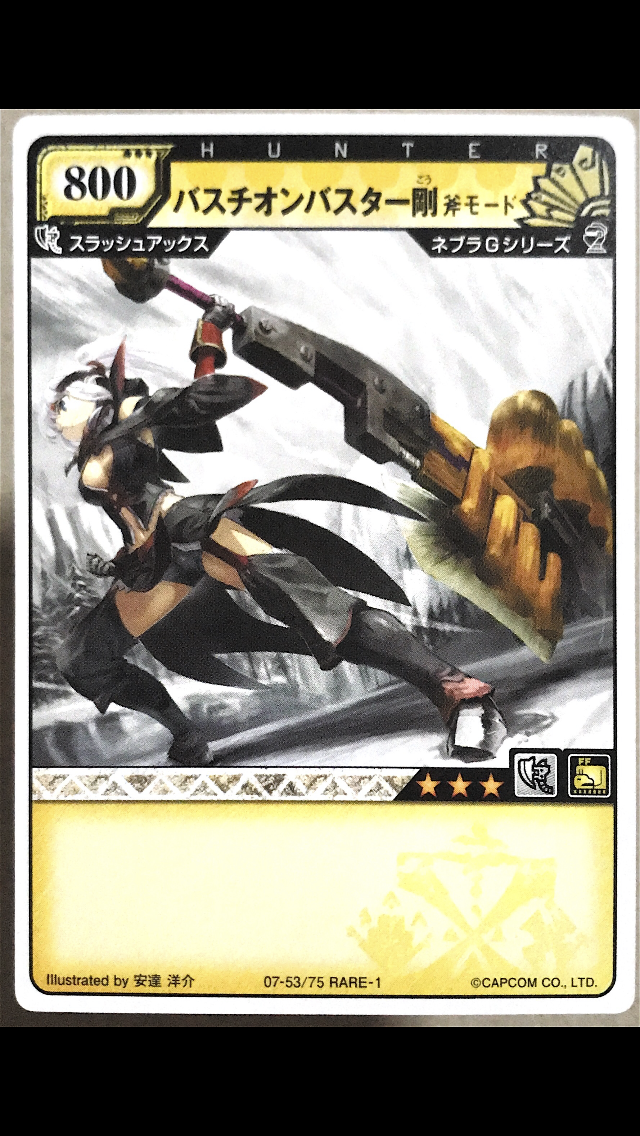 HUNTER
800
ごう
バスチオンバスター剛 斧モード
スラッシュアックス
ネブラGシリーズ
FF
Illustrated by 安達 洋介
07-53/75 RARE-1
©CAPCOM CO., LTD.